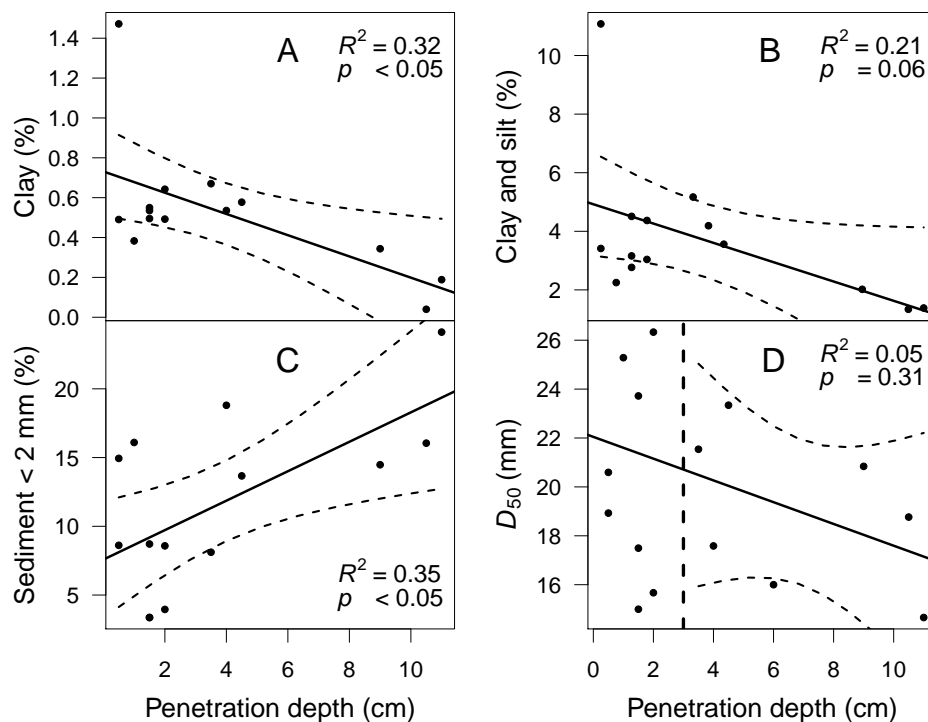 A
R² = 0.32
p < 0.05
Clay (%)
1.4
1.2
1.0
0.8
0.6
0.4
0.2
0.0
B
R² = 0.21
p = 0.06
Clay and silt (%)
10
8
6
4
2
C
R² = 0.35
p < 0.05
Sediment < 2 mm (%)
20
15
10
5
2 4 6 8 10
Penetration depth (cm)
D
R² = 0.05
p = 0.31
D₅₀ (mm)
26
24
22
20
18
16
0 2 4 6 8 10
Penetration depth (cm)